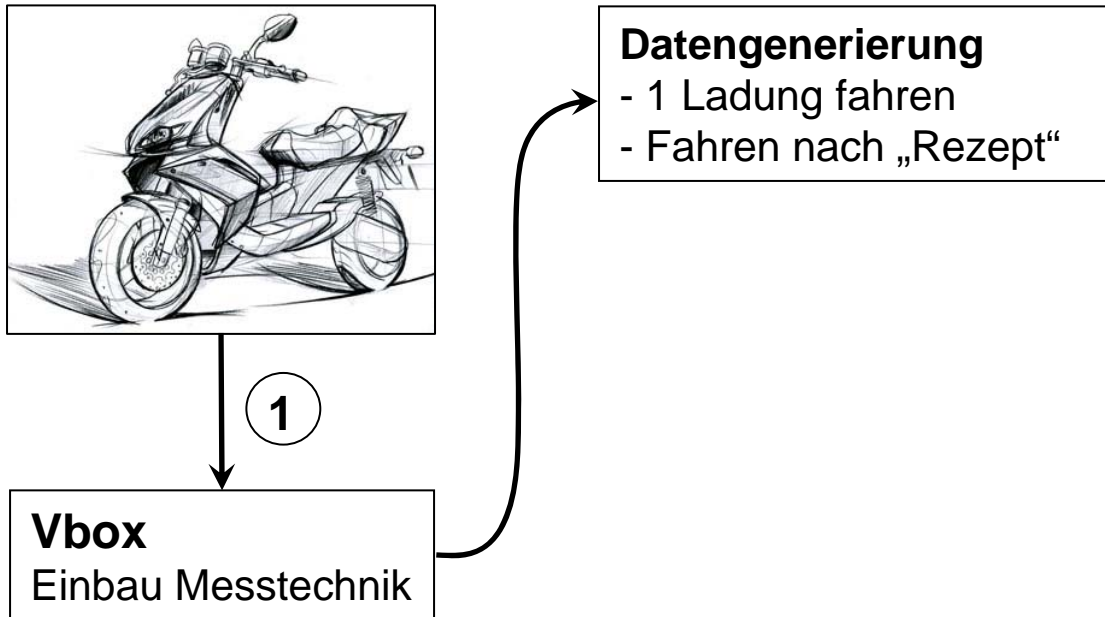 Datengenerierung
- 1 Ladung fahren
- Fahren nach „Rezept“
1
Vbox
Einbau Messtechnik